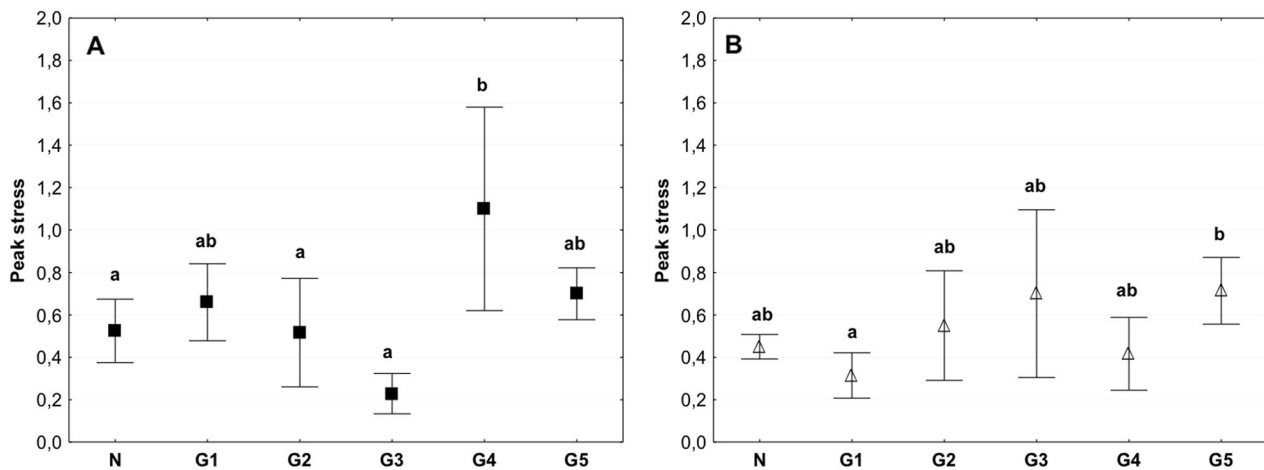 A
Peak stress
2,0
1,8
1,6
1,4
1,2
1,0
0,8
0,6
0,4
0,2
0,0
a
ab
a
a
b
ab
N G1 G2 G3 G4 G5
B
Peak stress
2,0
1,8
1,6
1,4
1,2
1,0
0,8
0,6
0,4
0,2
0,0
ab
a
ab
ab
ab
b
N G1 G2 G3 G4 G5